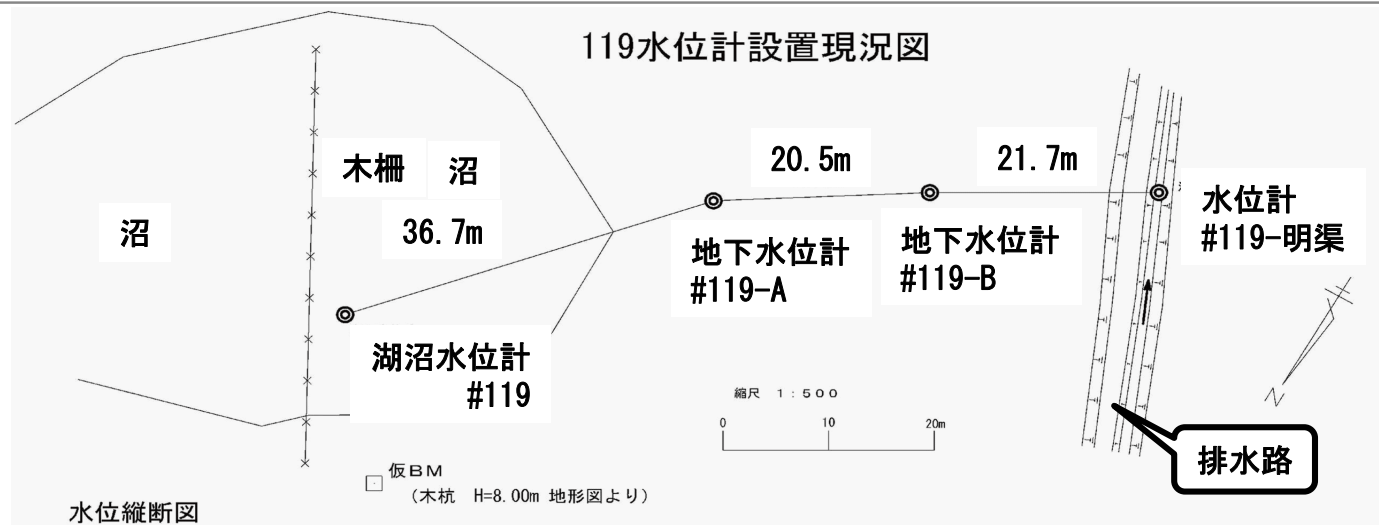 119水位計設置現況図
木柵
沼
20.5m
21.7m
沼
36.7m
水位計
#119-明渠
地下水位計
#119-A
地下水位計
#119-B
湖沼水位計
#119
縮尺 1:500
0 10 20m
N
排水路
仮BM
(木杭 H=8.00m 地形図より)
水位縦断図